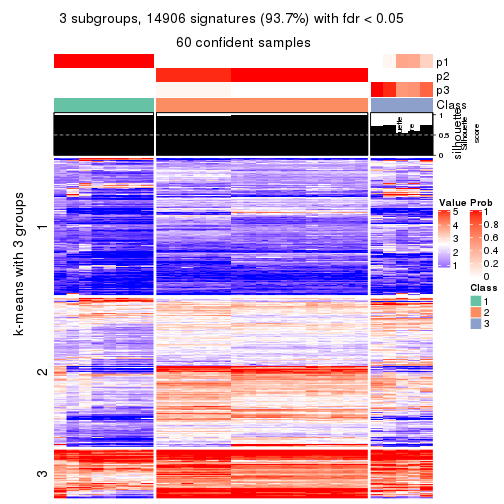 3 subgroups, 14906 signatures (93.7%) with fdr < 0.05
60 confident samples
p1
p2
p3
Class
1
0.5
0
silhouette
Silhouette
score
k-means with 3 groups
1
2
3
Value
5
4
3
2
1
Prob
1
0.8
0.6
0.4
0.2
0
Class
1
2
3